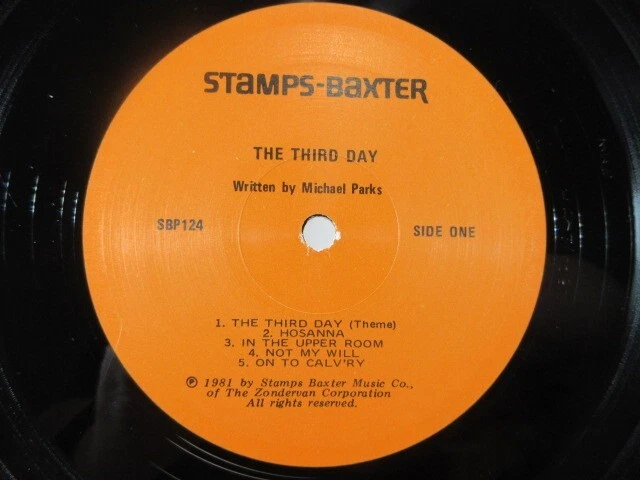 STAMPS-BAXTER
THE THIRD DAY
Written by Michael Parks
SBP124
SIDE ONE
1. THE THIRD DAY (Theme)
2. HOSANNA
3. IN THE UPPER ROOM
4. NOT MY WILL
5. ON TO CALV'RY
Ⓟ 1981 by Stamps Baxter Music Co.,
of The Zondervan Corporation
All rights reserved.